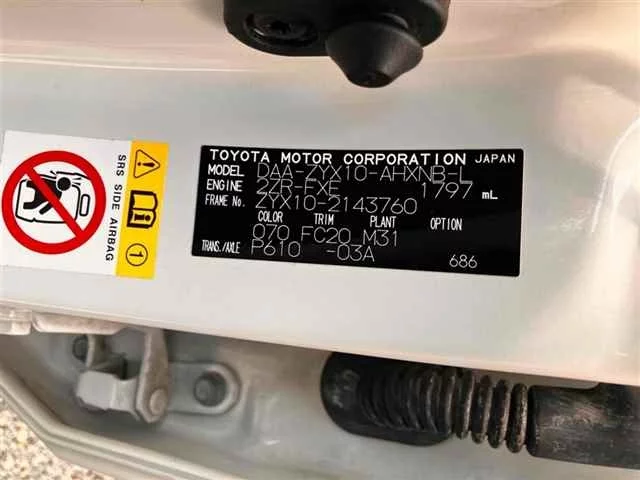 TOYOTA MOTOR CORPORATION JAPAN
MODEL DAA-ZYX10-AHXNB-L
ENGINE 2ZR-FXE 1797 mL
FRAME No. ZYX10-2143760
COLOR TRIM PLANT OPTION
070 FC20 M31
TRANS./AXLE P610 -03A
686
SRS SIDE AIRBAG
1